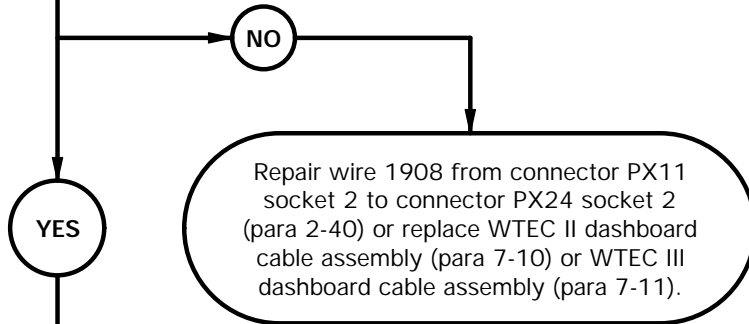 NO
YES
Repair wire 1908 from connector PX11
socket 2 to connector PX24 socket 2
(para 2-40) or replace WTEC II dashboard
cable assembly (para 7-10) or WTEC III
dashboard cable assembly (para 7-11).